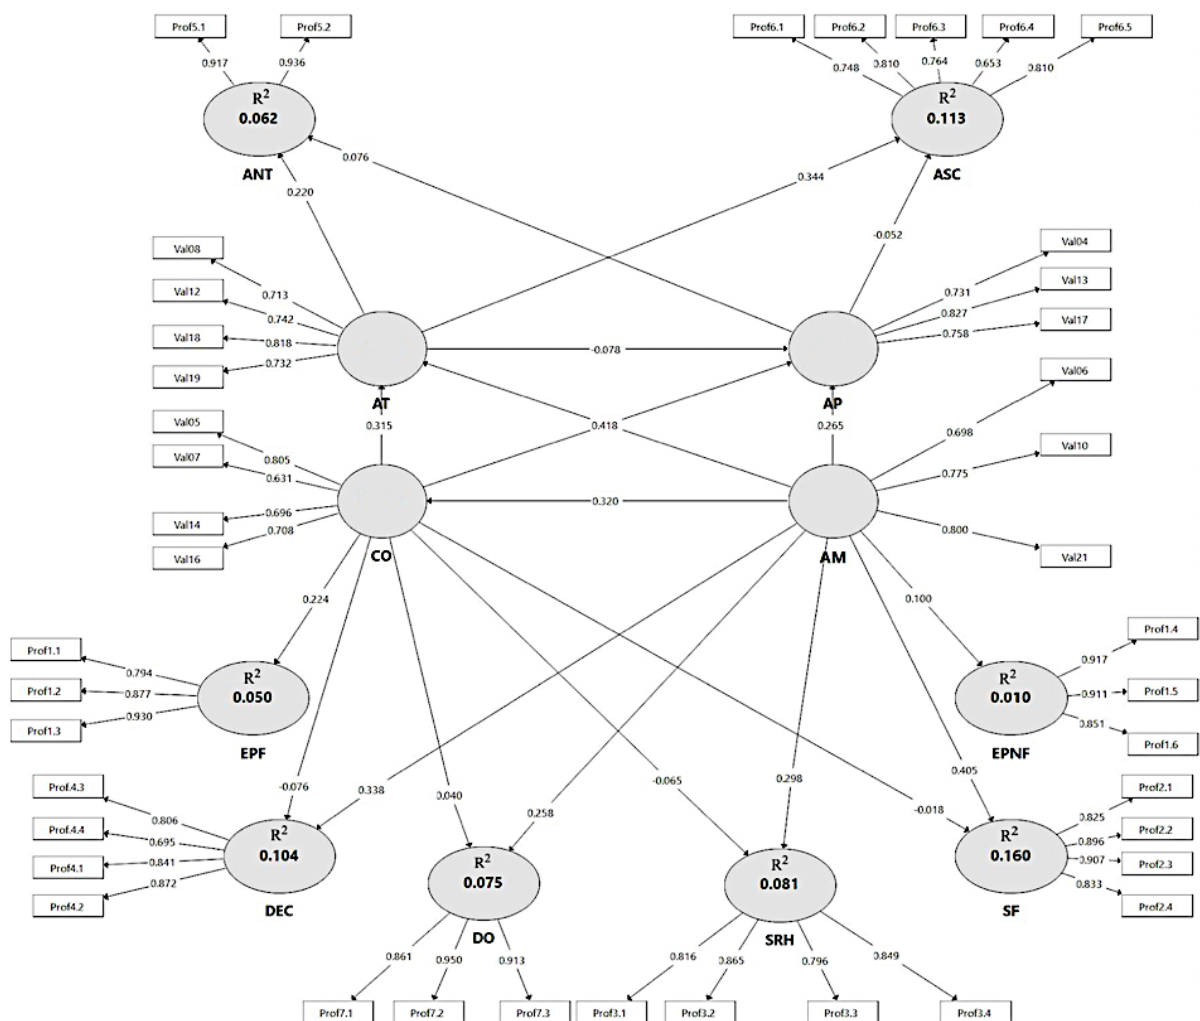 Prof5.1
Prof5.2
Prof6.1
Prof6.2
Prof6.3
Prof6.4
Prof6.5
0.917
0.936
0.748
0.810
0.764
0.653
0.810
R²
0.062
ANT
R²
0.113
ASC
0.076
0.220
0.344
-0.052
Val08
Val12
Val18
Val19
0.713
0.742
0.818
0.732
AT
-0.078
AP
Val04
Val13
Val17
0.731
0.827
0.758
Val05
Val07
Val14
Val16
0.805
0.631
0.696
0.708
0.315
0.418
0.265
CO
0.320
AM
Val06
Val10
Val21
0.698
0.775
0.800
0.224
0.100
Prof1.1
Prof1.2
Prof1.3
0.794
0.877
0.930
R²
0.050
EPF
R²
0.010
EPNF
0.917
0.911
0.851
Prof1.4
Prof1.5
Prof1.6
-0.076
0.338
0.040
0.258
-0.065
0.298
-0.018
0.405
Prof.4.3
Prof.4.4
Prof4.1
Prof4.2
0.806
0.695
0.841
0.872
R²
0.104
DEC
R²
0.075
DO
R²
0.081
SRH
R²
0.160
SF
0.825
0.896
0.907
0.833
Prof2.1
Prof2.2
Prof2.3
Prof2.4
0.861
0.950
0.913
0.816
0.865
0.796
0.849
Prof7.1
Prof7.2
Prof7.3
Prof3.1
Prof3.2
Prof3.3
Prof3.4